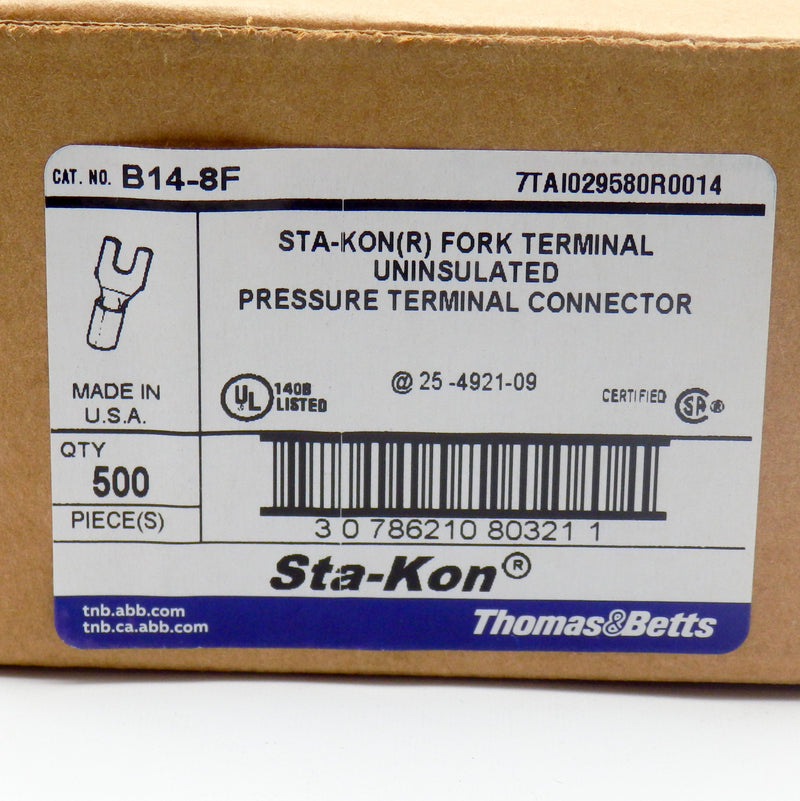 CAT. NO. B14-8F
7TAI029580R0014
STA-KON(R) FORK TERMINAL
UNINSULATED
PRESSURE TERMINAL CONNECTOR
MADE IN
U.S.A.
UL 140B
LISTED
@ 25 -4921-09
CERTIFIED SA ®
QTY
500
PIECE(S)
3 0 786210 80321 1
Sta-Kon®
tnb.abb.com
tnb.ca.abb.com
Thomas&Betts